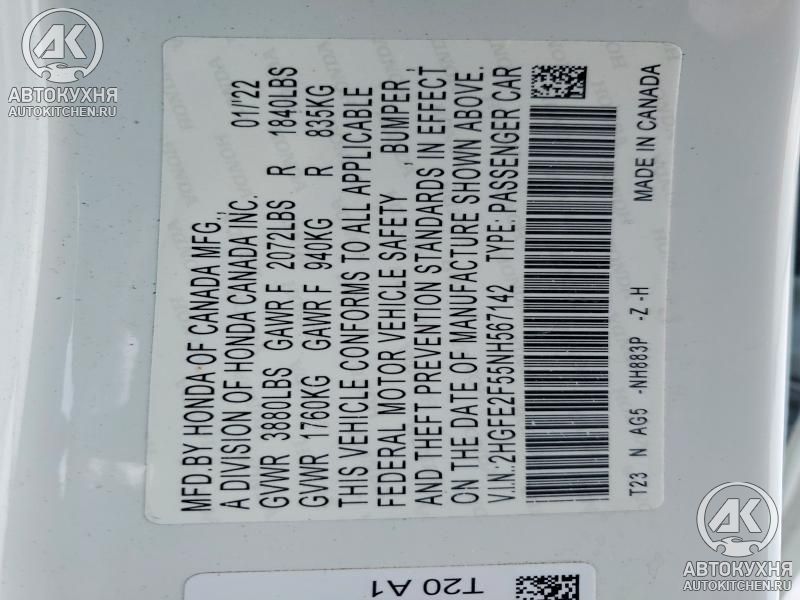 MFD.BY HONDA OF CANADA MFG.,
A DIVISION OF HONDA CANADA INC. 01/'22
GVWR 3880LBS GAWR F 2072LBS R 1840LBS
GVWR 1760KG GAWR F 940KG R 835KG
THIS VEHICLE CONFORMS TO ALL APPLICABLE
FEDERAL MOTOR VEHICLE SAFETY , BUMPER ,
AND THEFT PREVENTION STANDARDS IN EFFECT
ON THE DATE OF MANUFACTURE SHOWN ABOVE.
V.I.N.:2HGFE2F55NH567142 TYPE: PASSENGER CAR
T23 N AG5 -NH883P -Z -H MADE IN CANADA
T20 A1
HONDA
АК
АВТОКУХНЯ
AUTOKITCHEN.RU
АК
АВТОКУХНЯ
AUTOKITCHEN.RU